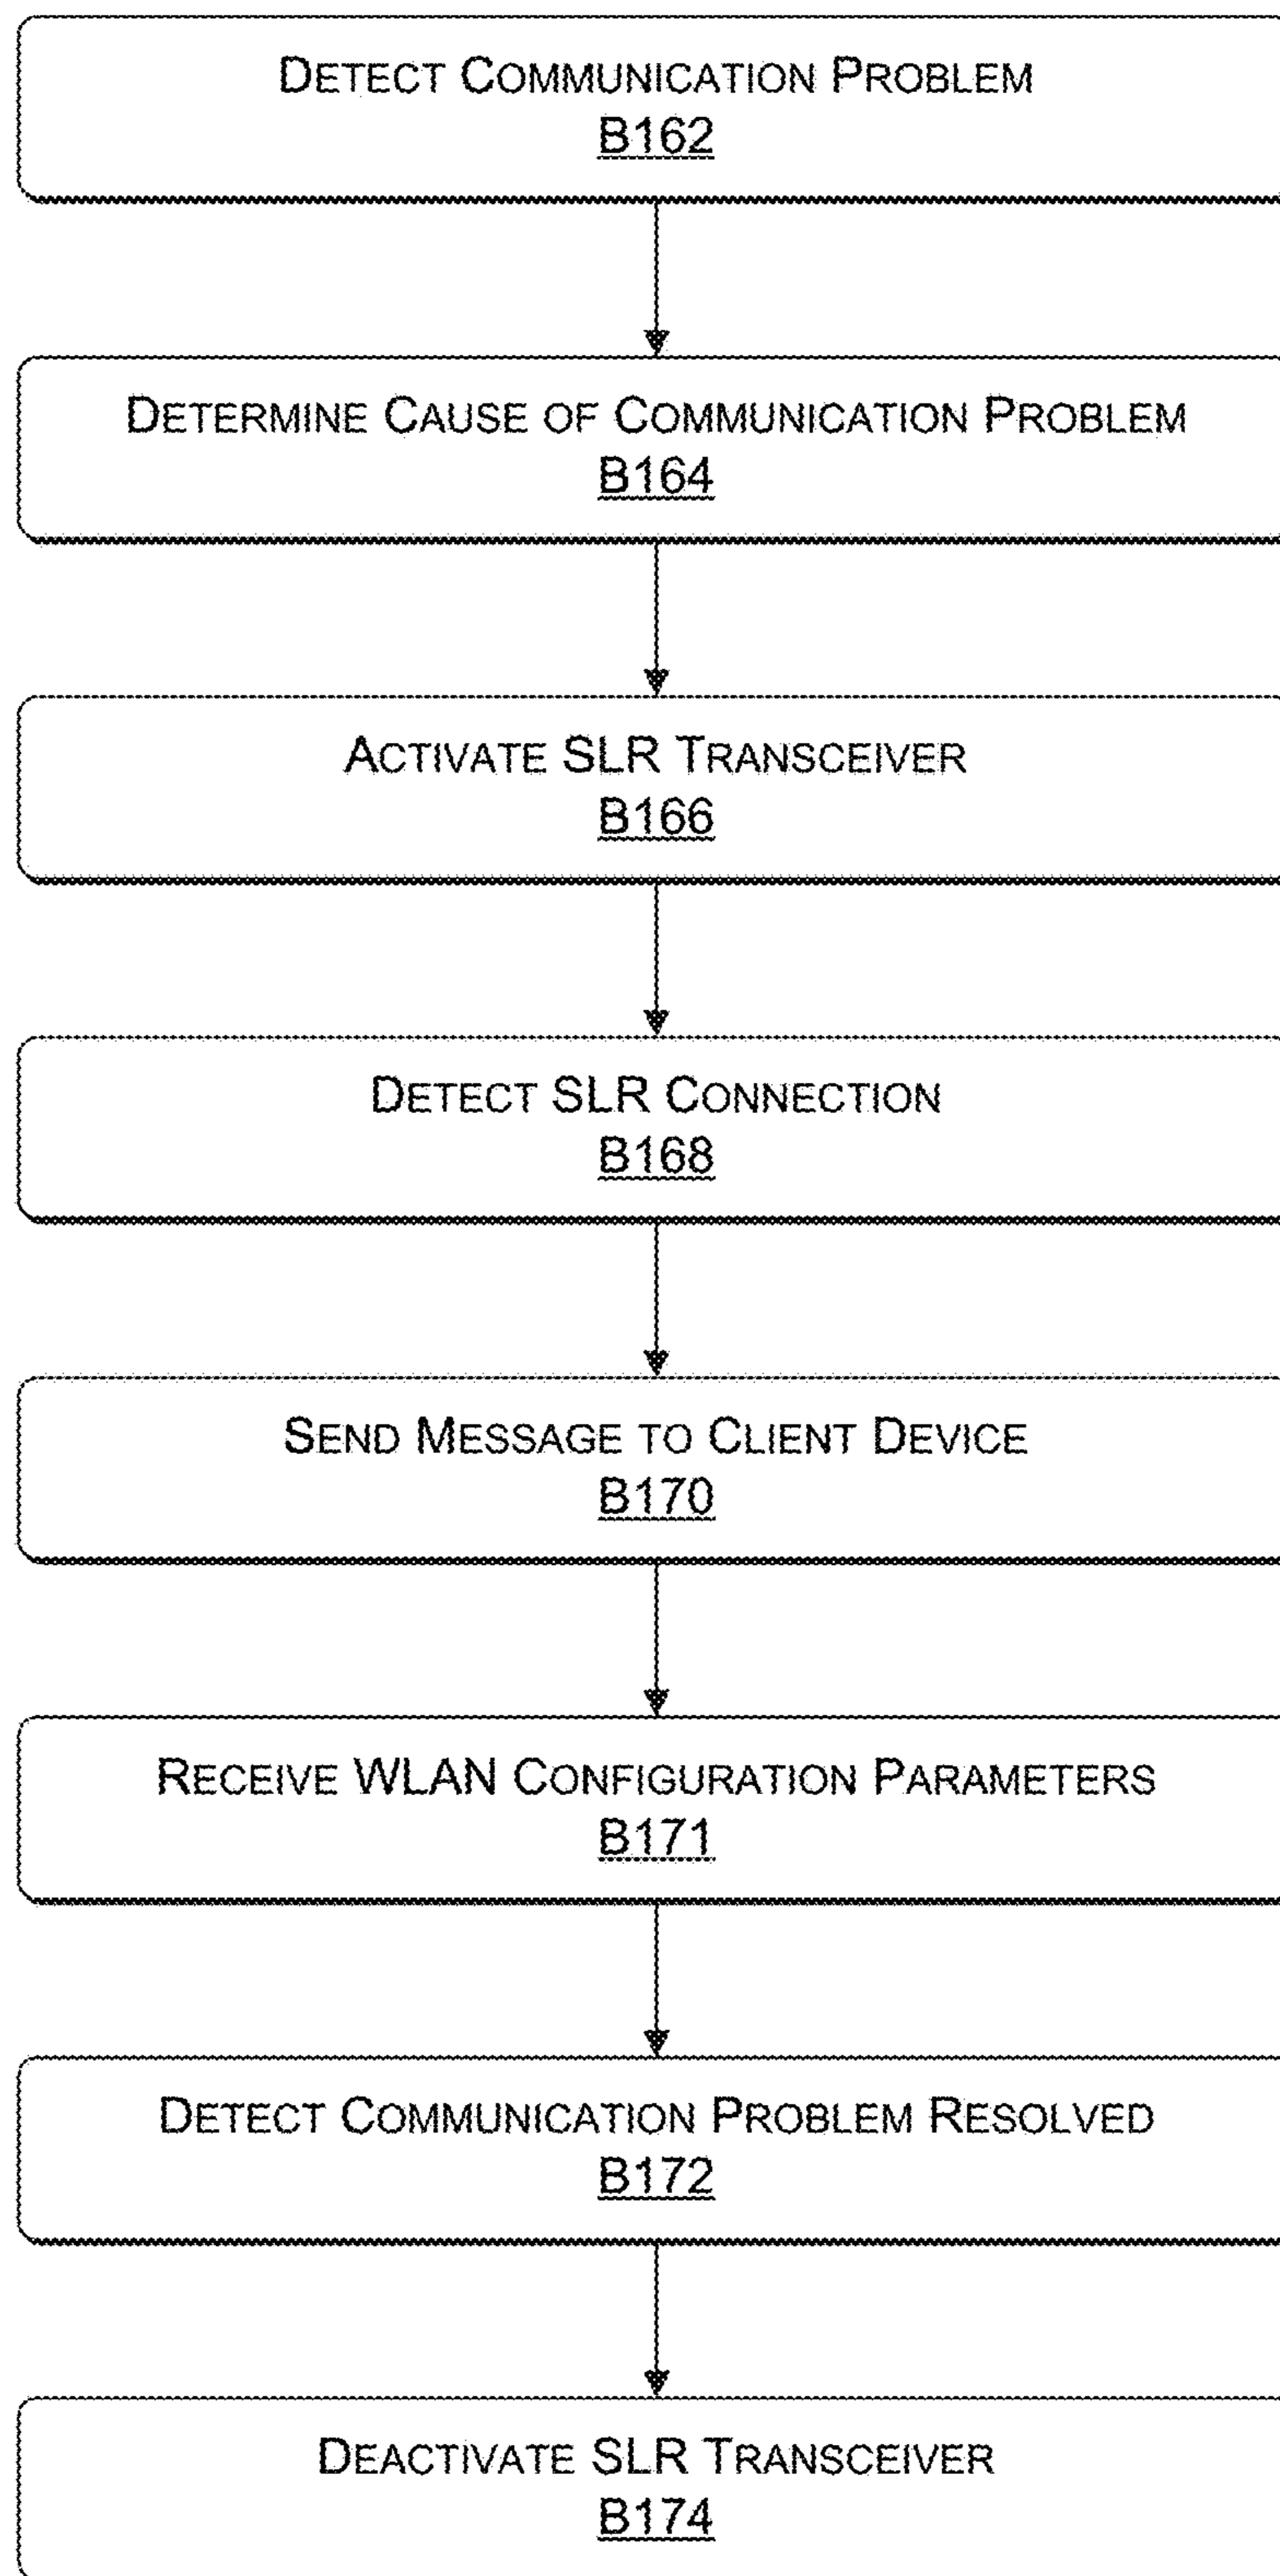 DETECT COMMUNICATION PROBLEM
B162
DETERMINE CAUSE OF COMMUNICATION PROBLEM
B164
ACTIVATE SLR TRANSCEIVER
B166
DETECT SLR CONNECTION
B168
SEND MESSAGE TO CLIENT DEVICE
B170
RECEIVE WLAN CONFIGURATION PARAMETERS
B171
DETECT COMMUNICATION PROBLEM RESOLVED
B172
DEACTIVATE SLR TRANSCEIVER
B174